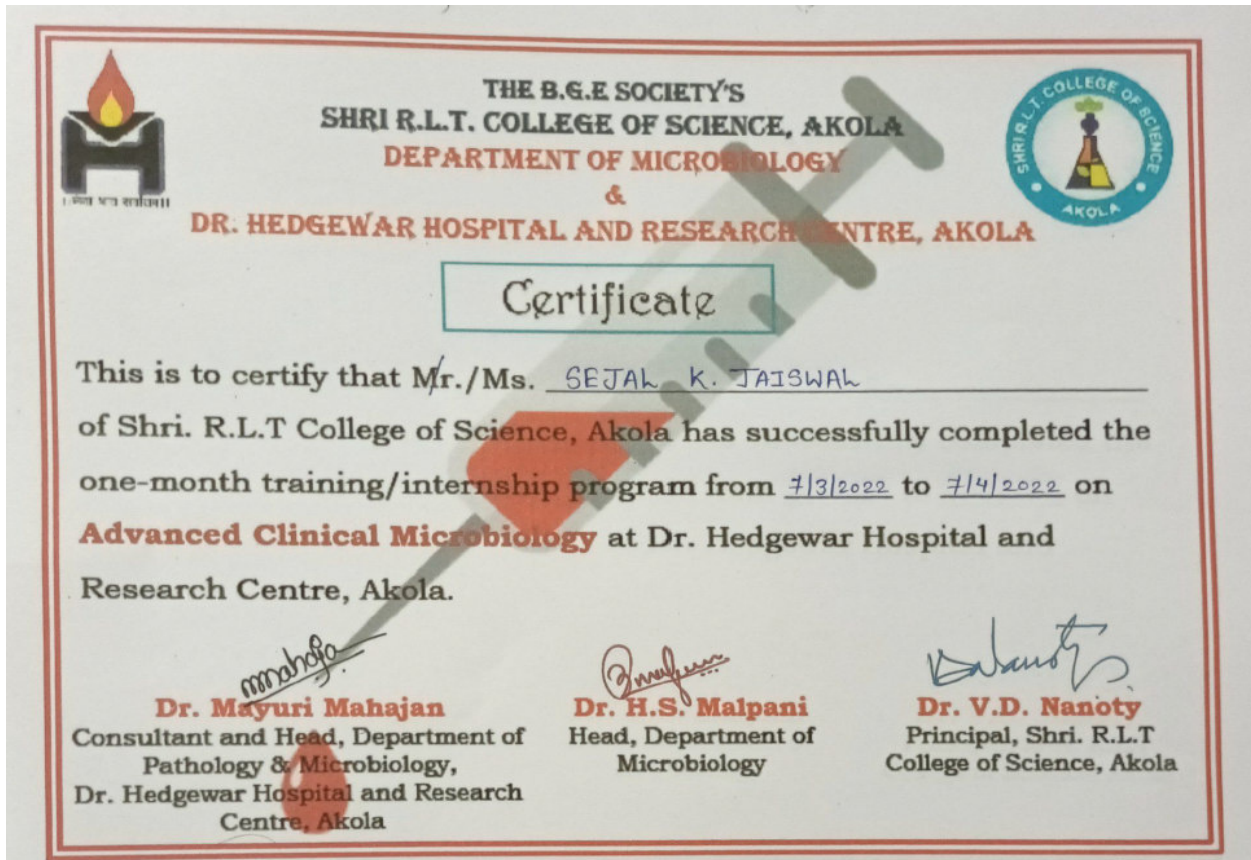 THE B.G.E SOCIETY'S
SHRI R.L.T. COLLEGE OF SCIENCE, AKOLA
DEPARTMENT OF MICROBIOLOGY
&
DR. HEDGEWAR HOSPITAL AND RESEARCH CENTRE, AKOLA
SHRI R.L.T. COLLEGE OF SCIENCE
AKOLA
Certificate
This is to certify that Mr./Ms. SEJAL K. JAISWAL
of Shri. R.L.T College of Science, Akola has successfully completed the
one-month training/internship program from 7/3/2022 to 7/4/2022 on
Advanced Clinical Microbiology at Dr. Hedgewar Hospital and
Research Centre, Akola.
Dr. Mayuri Mahajan
Consultant and Head, Department of
Pathology & Microbiology,
Dr. Hedgewar Hospital and Research
Centre, Akola
Dr. H.S. Malpani
Head, Department of
Microbiology
Dr. V.D. Nanoty
Principal, Shri. R.L.T
College of Science, Akola